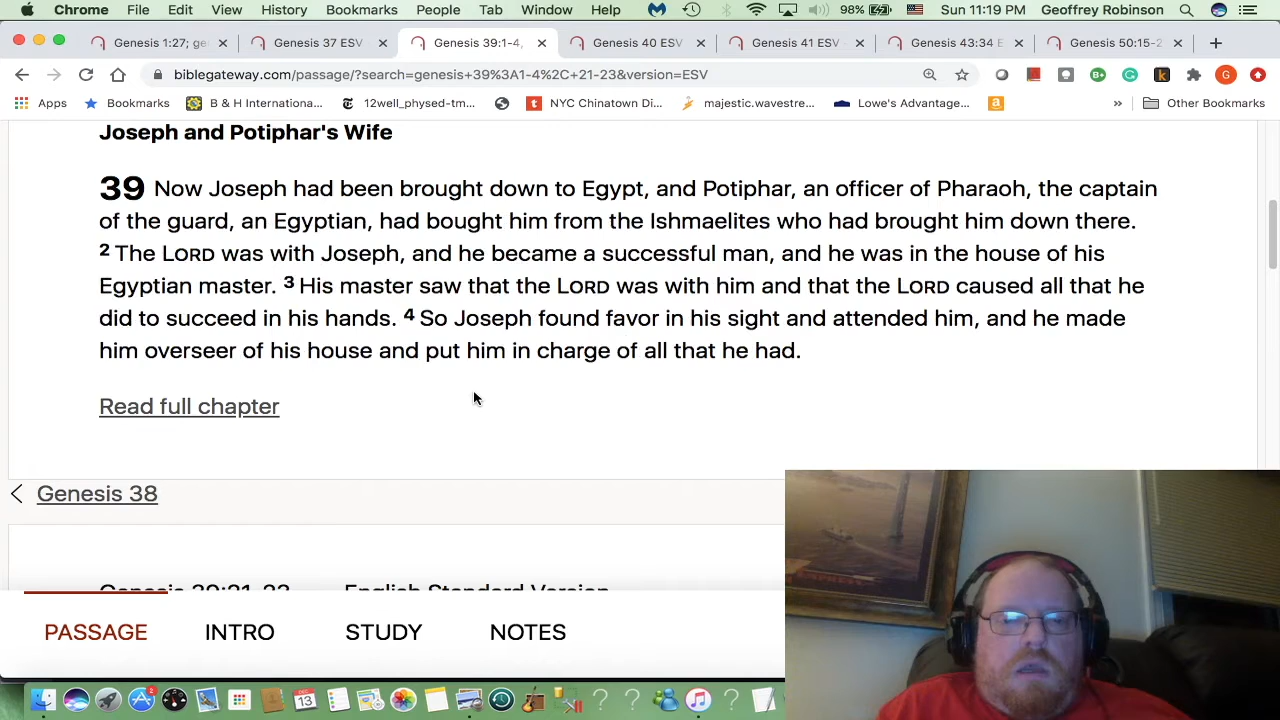 Chrome File Edit View History Bookmarks People Tab Window Help 98% Sun 11:19 PM Geoffrey Robinson
Genesis 1:27; ge Genesis 37 ESV Genesis 39:1-4, Genesis 40 ESV Genesis 41 ESV - Genesis 43:34 E Genesis 50:15-2
biblegateway.com/passage/?search=genesis+39%3A1-4%2C+21-23&version=ESV
Apps Bookmarks B & H Internationa... 12well_physed-tm... NYC Chinatown Di... majestic.wavestre... Lowe's Advantage... Other Bookmarks
Joseph and Potiphar's Wife
39 Now Joseph had been brought down to Egypt, and Potiphar, an officer of Pharaoh, the captain
of the guard, an Egyptian, had bought him from the Ishmaelites who had brought him down there.
2 The LORD was with Joseph, and he became a successful man, and he was in the house of his
Egyptian master. 3 His master saw that the LORD was with him and that the LORD caused all that he
did to succeed in his hands. 4 So Joseph found favor in his sight and attended him, and he made
him overseer of his house and put him in charge of all that he had.
Read full chapter
Genesis 38
Genesis 39:21-23 English Standard Version
PASSAGE INTRO STUDY NOTES